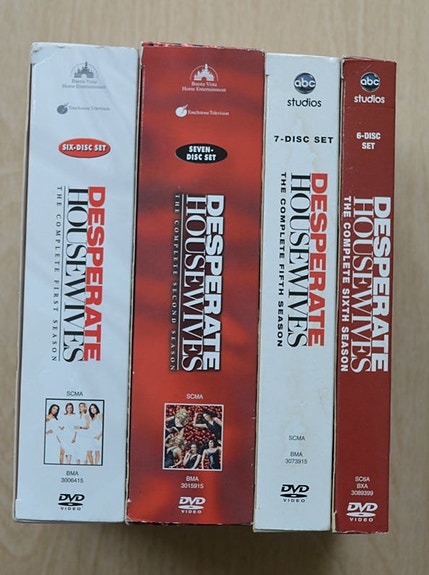 Buena Vista
Home Entertainment
Touchstone Television
SIX-DISC SET
DESPERATE
HOUSEWIVES
THE COMPLETE FIRST SEASON
SCMA
BMA
3006415
DVD
VIDEO
Buena Vista
Home Entertainment
Touchstone Television
SEVEN-
DISC SET
DESPERATE
HOUSEWIVES
THE COMPLETE SECOND SEASON
SCMA
BMA
3015915
DVD
VIDEO
abc
studios
7-DISC SET
DESPERATE
HOUSEWIVES
THE COMPLETE FIFTH SEASON
SCMA
BMA
3073915
DVD
VIDEO
abc
studios
6-DISC
SET
DESPERATE
HOUSEWIVES
THE COMPLETE SIXTH SEASON
SC6A
BXA
3089399
DVD
VIDEO